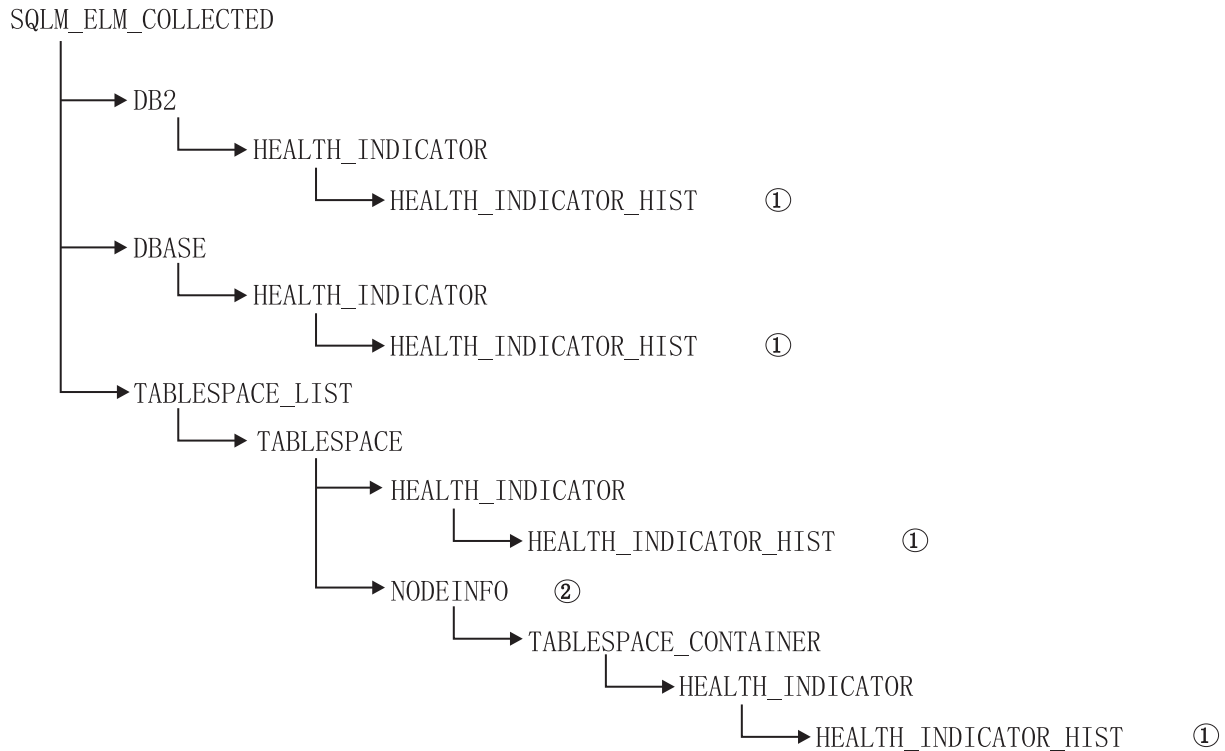 SQLM_ELM_COLLECTED
DB2
HEALTH_INDICATOR
HEALTH_INDICATOR_HIST ①
DBASE
HEALTH_INDICATOR
HEALTH_INDICATOR_HIST ①
TABLESPACE_LIST
TABLESPACE
HEALTH_INDICATOR
HEALTH_INDICATOR_HIST ①
NODEINFO ②
TABLESPACE_CONTAINER
HEALTH_INDICATOR
HEALTH_INDICATOR_HIST ①